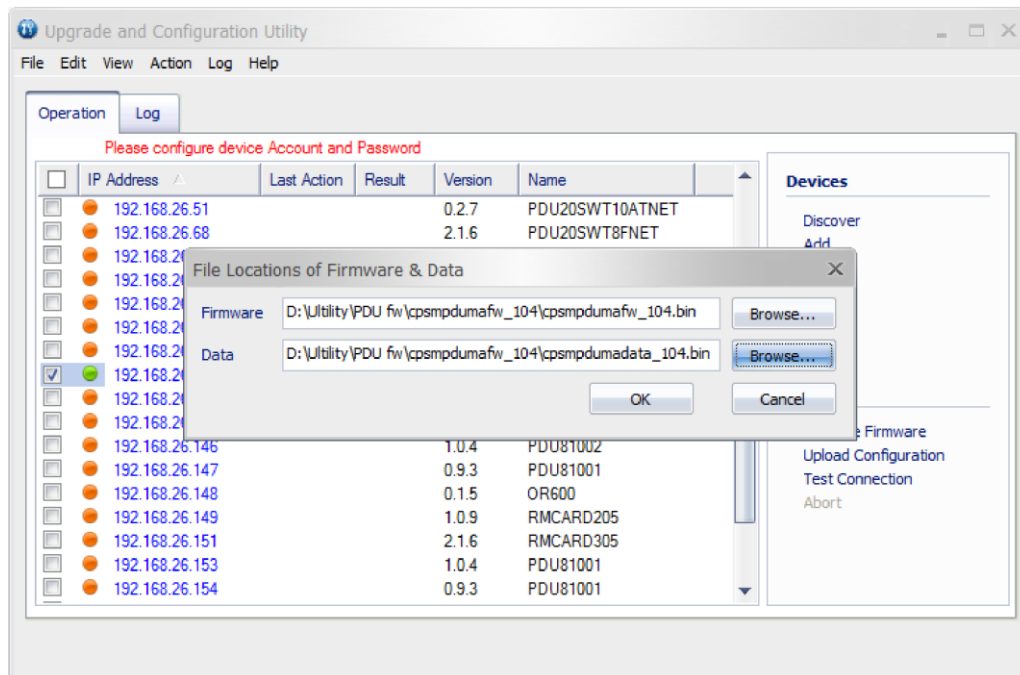 Upgrade and Configuration Utility
File Edit View Action Log Help
Operation Log
Please configure device Account and Password
IP Address Last Action Result Version Name
192.168.26.51 0.2.7 PDU20SWT10ATNET
192.168.26.68 2.1.6 PDU20SWT8FNET
Devices
Discover
Add
File Locations of Firmware & Data
Firmware D:\Ultility\PDU fw\cpsmpdumafw_104\cpsmpdumafw_104.bin Browse...
Data D:\Ultility\PDU fw\cpsmpdumafw_104\cpsmpdumadata_104.bin Browse...
OK Cancel
192.168.26.146 1.0.4 PDU81002
192.168.26.147 0.9.3 PDU81001
192.168.26.148 0.1.5 OR600
192.168.26.149 1.0.9 RMCARD205
192.168.26.151 2.1.6 RMCARD305
192.168.26.153 1.0.4 PDU81001
192.168.26.154 0.9.3 PDU81001
Firmware
Upload Configuration
Test Connection
Abort